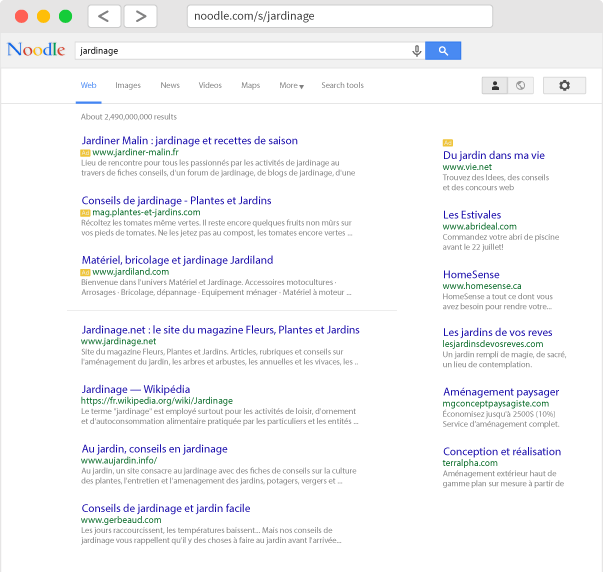 noodle.com/s/jardinage
Noodle
jardinage
Web Images News Videos Maps More Search tools
About 2,490,000,000 results
Jardiner Malin : jardinage et recettes de saison
Ad www.jardiner-malin.fr
Lieu de rencontre pour tous les passionnés par les activités de jardinage au
travers de fiches conseils, d'un forum de jardinage, de blogs de jardinage, d'une
Conseils de jardinage - Plantes et Jardins
Ad mag.plantes-et-jardins.com
Récoltez les tomates même vertes. Il reste encore quelques fruits non mûrs sur
vos pieds de tomates. Ne les jetez pas au compost, les tomates encore vertes ...
Matériel, bricolage et jardinage Jardiland
Ad www.jardiland.com
Bienvenue dans l'univers Matériel et Jardinage. Accessoires motocultures ·
Arrosages · Bricolage, dépannage · Equipement ménager · Matériel à moteur ...
Jardinage.net : le site du magazine Fleurs, Plantes et Jardins
www.jardinage.net
Site du magazine Fleurs, Plantes et Jardins. Articles, rubriques et conseils sur
l'aménagement du jardin, les arbres et arbustes, les annuelles et les vivaces, les ..
Jardinage — Wikipédia
https://fr.wikipedia.org/wiki/Jardinage
Le terme "jardinage" est employé surtout pour les activités de loisir, d'ornement
et d'autoconsommation alimentaire pratiquée par les particuliers et les entités ...
Au jardin, conseils en jardinage
www.aujardin.info/
Au jardin, un site consacre au jardinage avec des fiches de conseils sur la culture
des plantes, l'entretien et l'amenagement des jardins, potagers, vergers et ...
Conseils de jardinage et jardin facile
www.gerbeaud.com
Les jours raccourcissent, les températures baissent... Mais nos conseils de
jardinage vous rappellent qu'il y des choses à faire au jardin avant l'arrivée...
Ad
Du jardin dans ma vie
www.vie.net
Trouvez des Idees, des conseils
et des concours web
Les Estivales
www.abrideal.com
Commandez votre abri de piscine
avant le 22 juillet!
HomeSense
www.homesense.ca
HomeSense a tout ce dont vous
avez besoin pour rendre votre...
Les jardins de vos reves
lesjardinsdevosreves.com
Un jardin rempli de magie, de sacré,
un lieu de contemplation.
Aménagement paysager
mgconceptpaysagiste.com
Économisez jusqu'à 2500$ (10%)
Service d'aménagement complet.
Conception et réalisation
terralpha.com
Aménagement extérieur haut de
gamme plan sur mesure à partir de